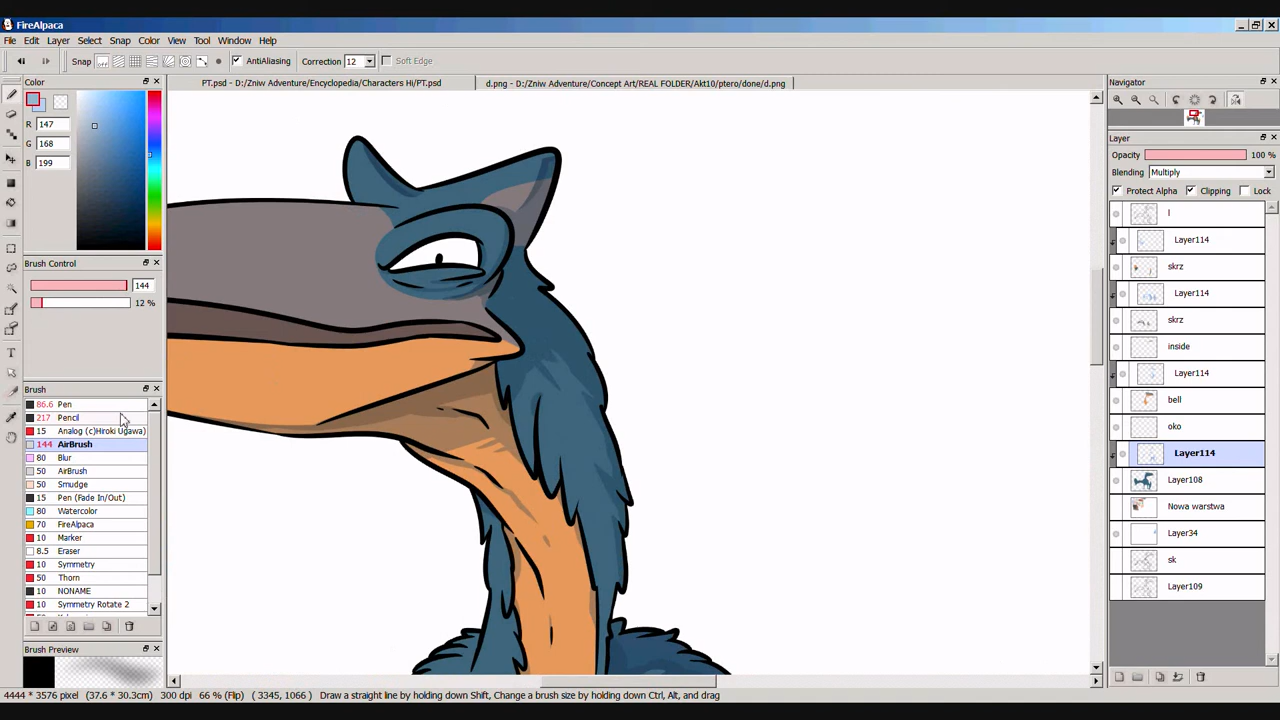 FireAlpaca
File Edit Layer Select Snap Color View Tool Window Help
Snap AntiAliasing Correction 12 Soft Edge
Color
PT.psd - D:/Zniw Adventure/Encyclopedia/Characters Hi/PT.psd
d.png - D:/Zniw Adventure/Concept Art/REAL FOLDER/Akt10/ptero/done/d.png
R 147
G 168
B 199
Brush Control
144
12 %
Brush
86.6 Pen
217 Pencil
15 Analog (c)Hiroki Ugawa)
144 AirBrush
80 Blur
50 AirBrush
50 Smudge
15 Pen (Fade In/Out)
80 Watercolor
70 FireAlpaca
10 Marker
8.5 Eraser
10 Symmetry
50 Thorn
10 NONAME
10 Symmetry Rotate 2
Brush Preview
Navigator
Layer
Opacity 100 %
Blending Multiply
Protect Alpha Clipping Lock
l
Layer114
skrz
Layer114
skrz
inside
Layer114
bell
oko
Layer114
Layer108
Nowa warstwa
Layer34
sk
Layer109
4444 * 3576 pixel (37.6 * 30.3cm) 300 dpi 66 % (Flip) ( 3345, 1066 ) Draw a straight line by holding down Shift, Change a brush size by holding down Ctrl, Alt, and drag